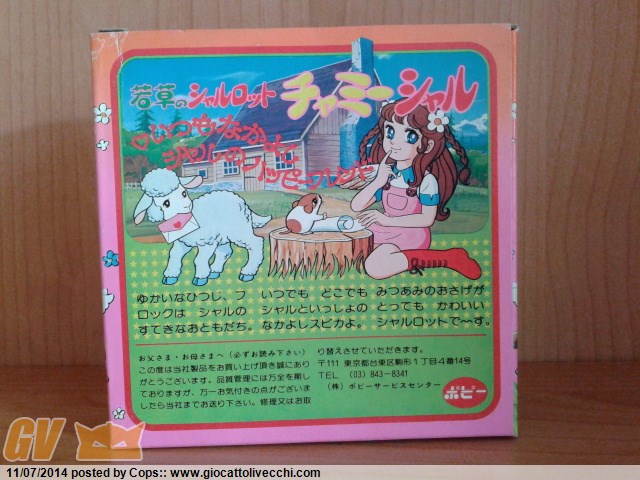 若草のシャルロット チャミーシャル
いつもなかよし
シャルのハッピーフレンド
ゆかいなひつじ、フ
ロックは シャルの
すてきなおともだち。
いつでも どこでも
シャルといっしょの
なかよしスピカよ。
みつあみのおさげが
とっても かわいい
シャルロットで〜す。
お父さま・お母さまへ(必ずお読み下さい)
この度は当社製品をお買い上げ頂き誠にあり
がとうございます。品質管理には万全を期し
ておりますが、万一お気付きの点がございま
したら当社までお送り下さい。修理又はお取
り替えさせていただきます。
〒111 東京都台東区駒形1丁目4番14号
TEL (03)-843-8341
(株)ポピーサービスセンター
ポピー
GV
11/07/2014 posted by Cops:: www.giocattolivecchi.com